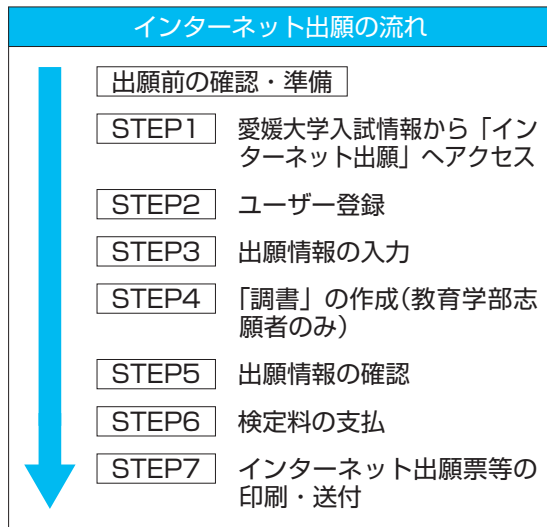 インターネット出願の流れ
出願前の確認・準備
STEP1 愛媛大学入試情報から「イン
ターネット出願」へアクセス
STEP2 ユーザー登録
STEP3 出願情報の入力
STEP4 「調書」の作成(教育学部志
願者のみ)
STEP5 出願情報の確認
STEP6 検定料の支払
STEP7 インターネット出願票等の
印刷・送付